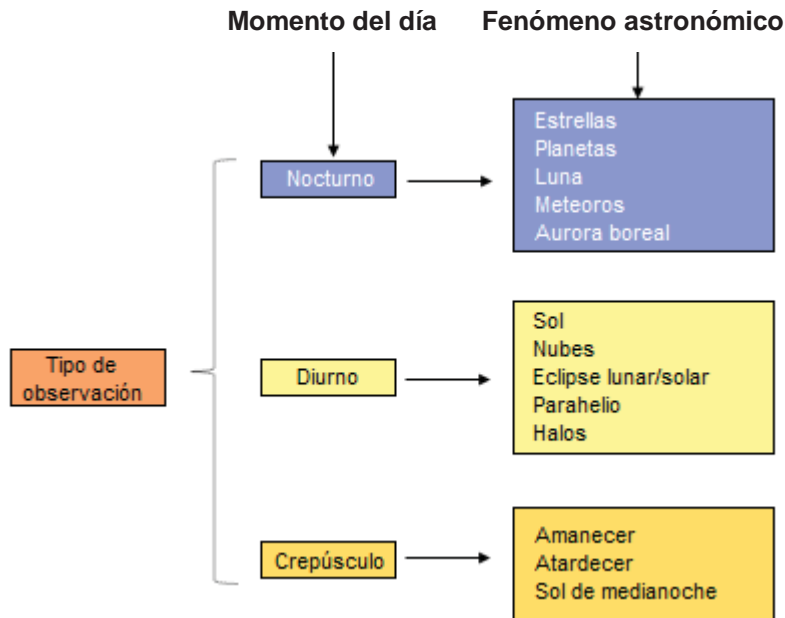 Momento del día
Fenómeno astronómico
Tipo de
observación
Nocturno
Estrellas
Planetas
Luna
Meteoros
Aurora boreal
Diurno
Sol
Nubes
Eclipse lunar/solar
Parahelio
Halos
Crepúsculo
Amanecer
Atardecer
Sol de medianoche